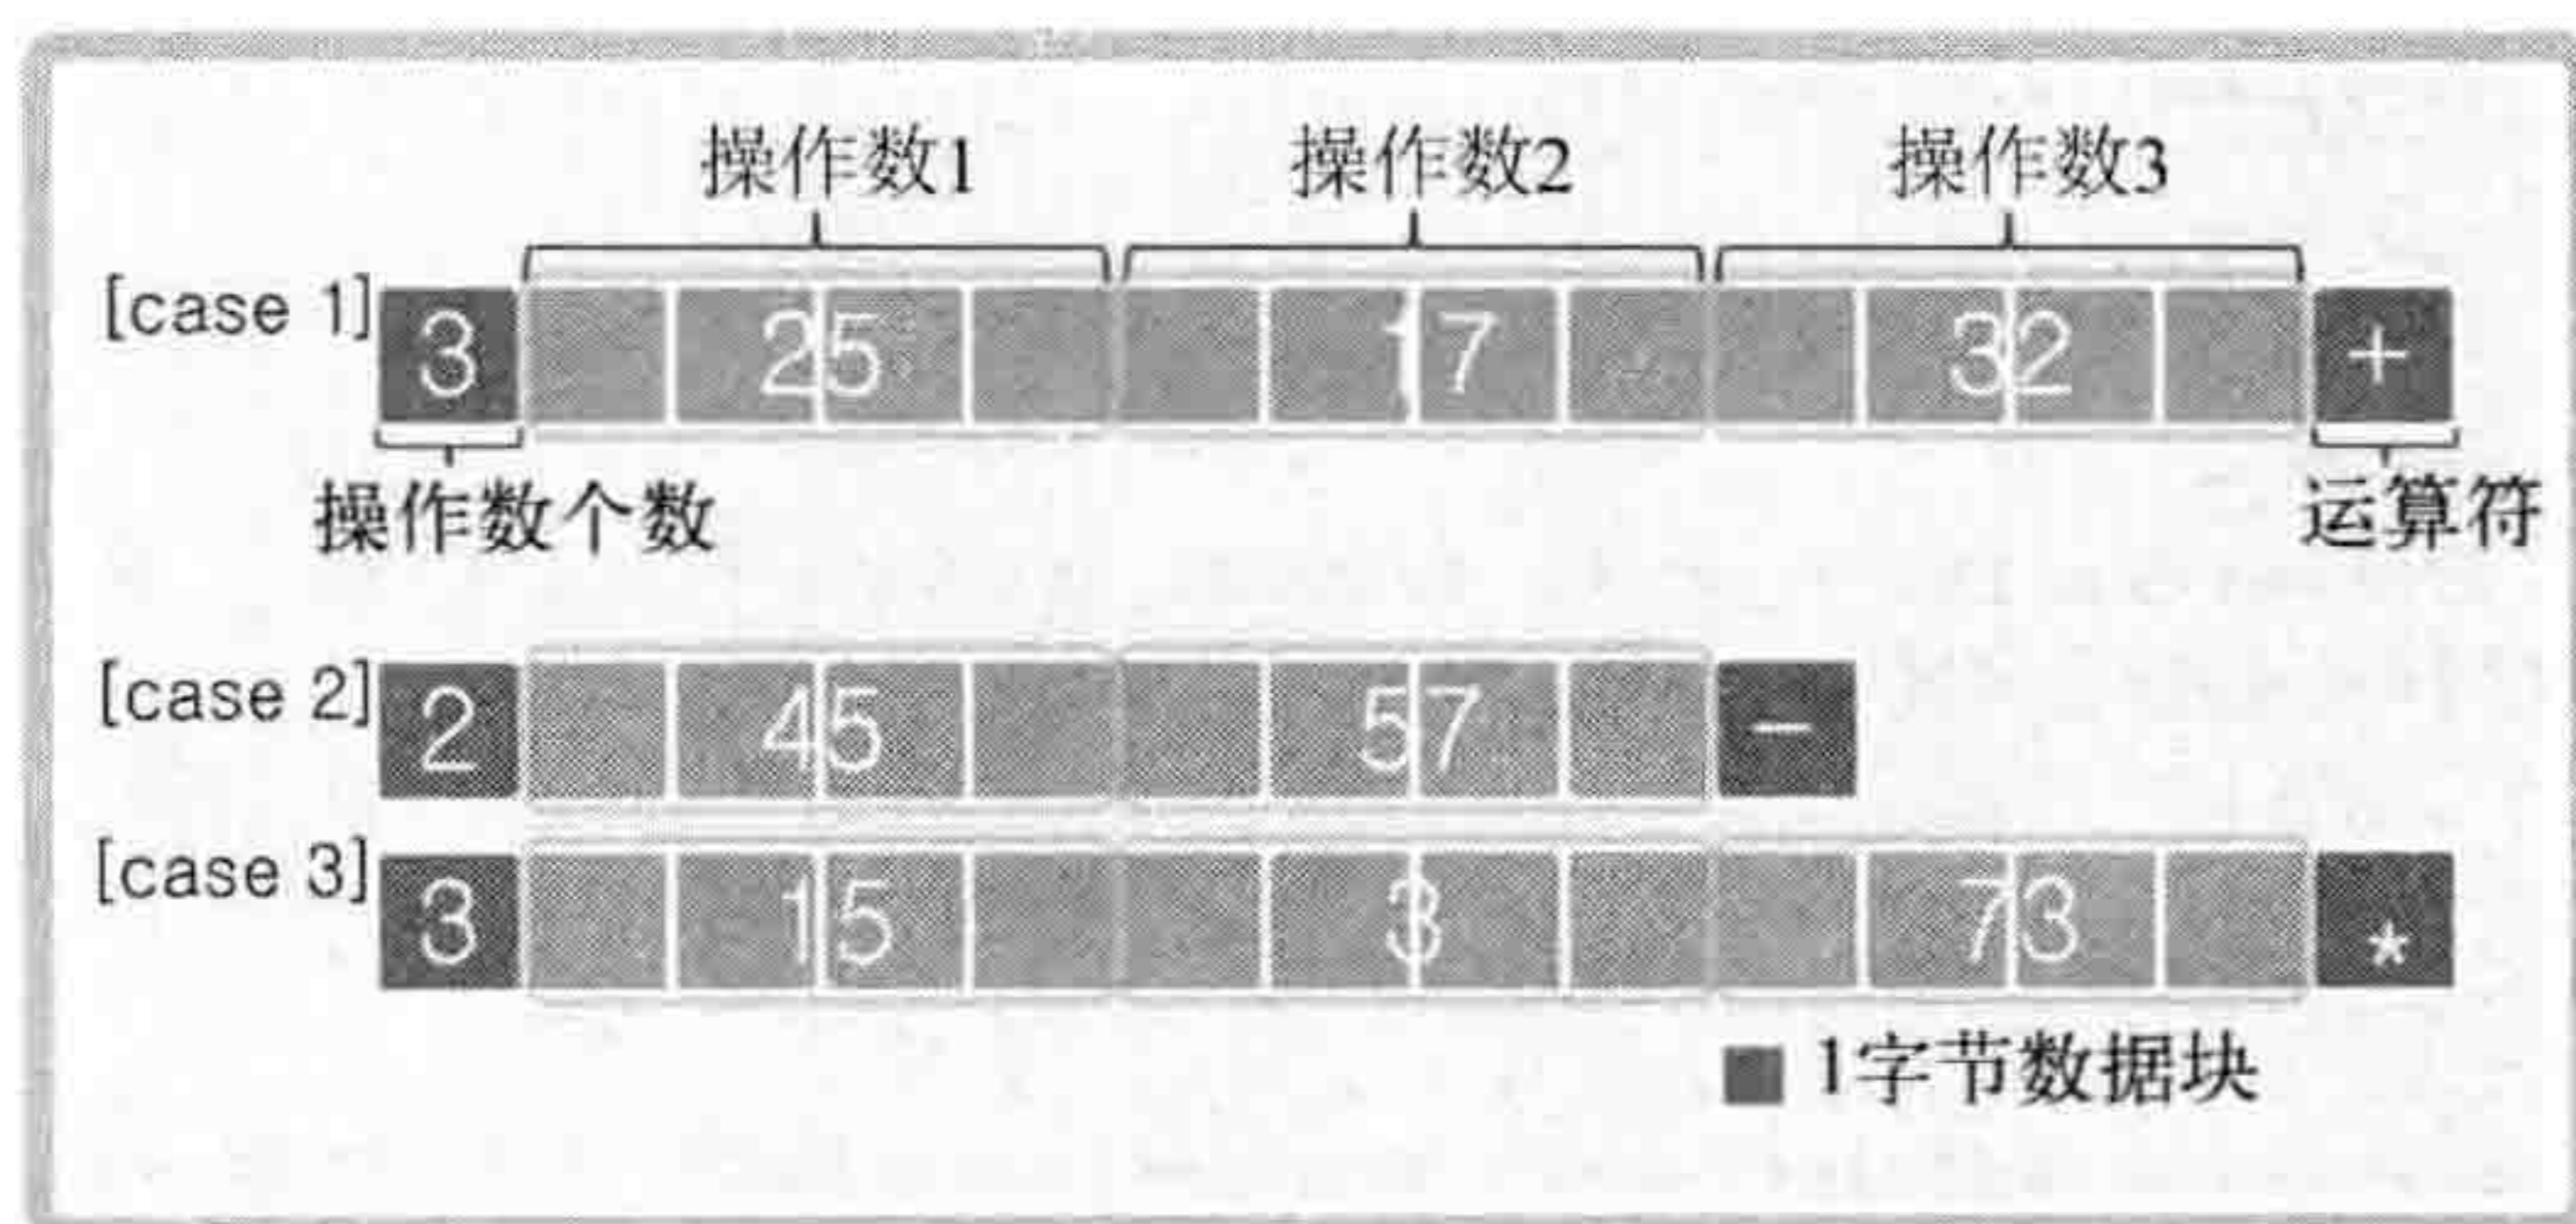 操作数1 操作数2 操作数3
[case 1] 3 25 17 32 +
操作数个数 运算符
[case 2] 2 45 57 −
[case 3] 3 15 3 73 *
1字节数据块